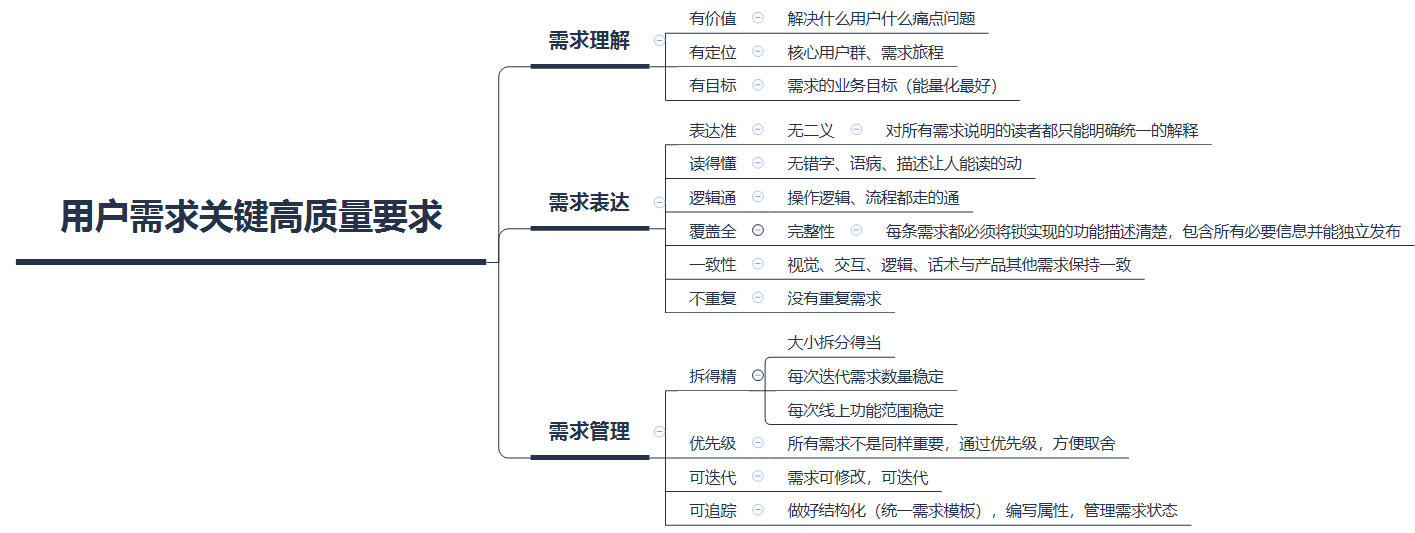 用户需求关键高质量要求
需求理解
有价值
解决什么用户什么痛点问题
有定位
核心用户群、需求旅程
有目标
需求的业务目标（能量化最好）
需求表达
表达准
无二义
对所有需求说明的读者都只能明确统一的解释
读得懂
无错字、语病、描述让人能读的动
逻辑通
操作逻辑、流程都走的通
覆盖全
完整性
每条需求都必须将锁实现的功能描述清楚，包含所有必要信息并能独立发布
一致性
视觉、交互、逻辑、话术与产品其他需求保持一致
不重复
没有重复需求
需求管理
拆得精
大小拆分得当
每次迭代需求数量稳定
每次线上功能范围稳定
优先级
所有需求不是同样重要，通过优先级，方便取舍
可迭代
需求可修改，可迭代
可追踪
做好结构化（统一需求模板），编写属性，管理需求状态